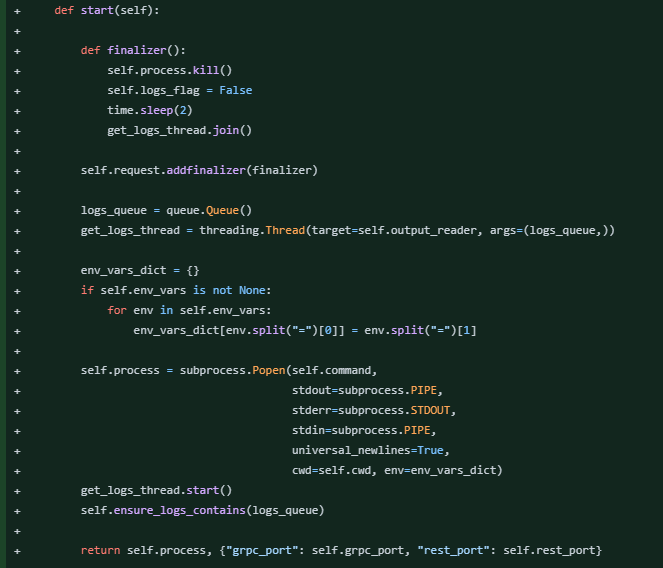 +     def start(self):
+
+         def finalizer():
+             self.process.kill()
+             self.logs_flag = False
+             time.sleep(2)
+             get_logs_thread.join()
+
+         self.request.addfinalizer(finalizer)
+
+         logs_queue = queue.Queue()
+         get_logs_thread = threading.Thread(target=self.output_reader, args=(logs_queue,))
+
+         env_vars_dict = {}
+         if self.env_vars is not None:
+             for env in self.env_vars:
+                 env_vars_dict[env.split("=")[0]] = env.split("=")[1]
+
+         self.process = subprocess.Popen(self.command,
+                                         stdout=subprocess.PIPE,
+                                         stderr=subprocess.STDOUT,
+                                         stdin=subprocess.PIPE,
+                                         universal_newlines=True,
+                                         cwd=self.cwd, env=env_vars_dict)
+         get_logs_thread.start()
+         self.ensure_logs_contains(logs_queue)
+
+         return self.process, {"grpc_port": self.grpc_port, "rest_port": self.rest_port}